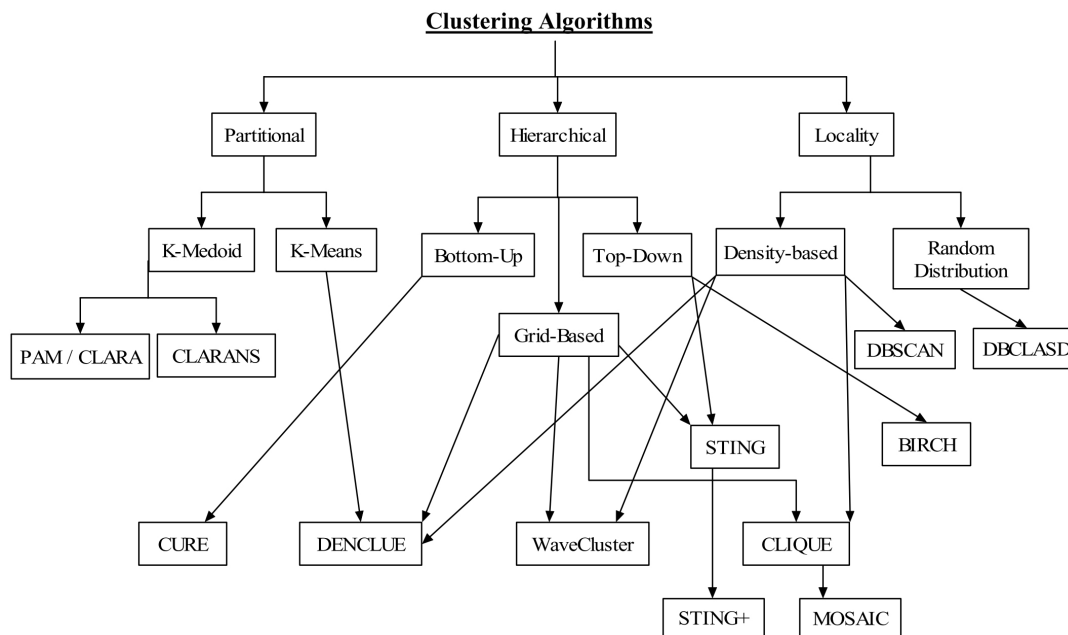 Clustering Algorithms
Partitional
Hierarchical
Locality
K-Medoid
K-Means
Bottom-Up
Top-Down
Density-based
Random
Distribution
PAM / CLARA
CLARANS
Grid-Based
DBSCAN
DBCLASD
STING
BIRCH
CURE
DENCLUE
WaveCluster
CLIQUE
STING+
MOSAIC